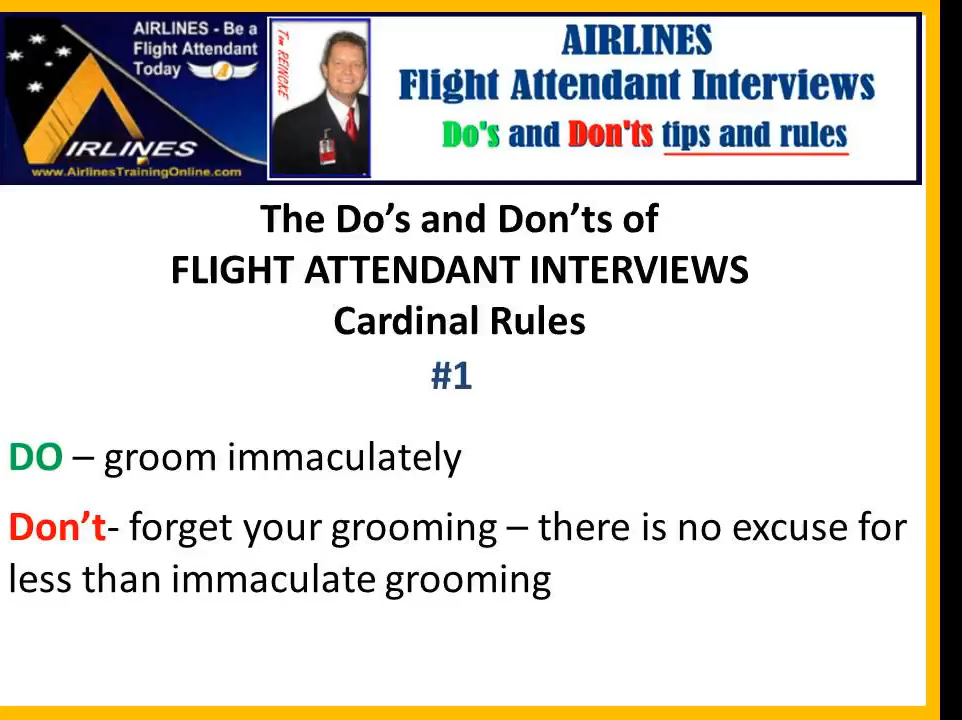 AIRLINES - Be a
Flight Attendant
Today
IRLINES
www.AirlinesTrainingOnline.com
Tim REINCKE
AIRLINES
Flight Attendant Interviews
Do's and Don'ts tips and rules
The Do’s and Don’ts of
FLIGHT ATTENDANT INTERVIEWS
Cardinal Rules
#1
DO – groom immaculately
Don’t- forget your grooming – there is no excuse for
less than immaculate grooming